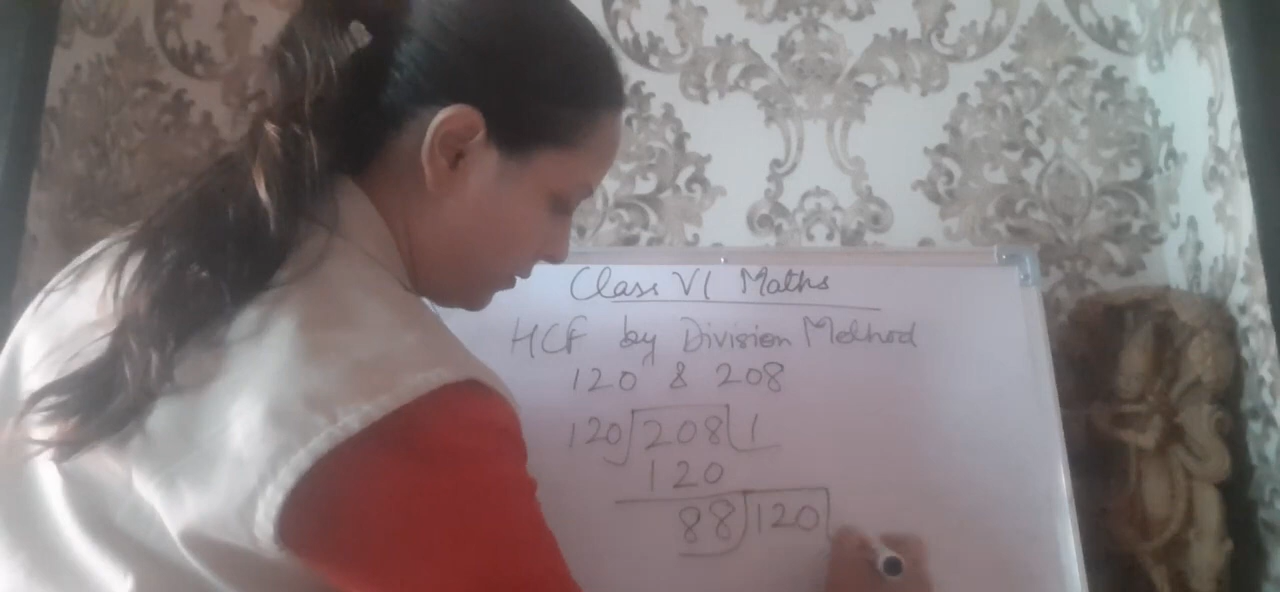 Class VI Maths
HCF by Division Method
120 & 208
120 208 1
120
88 120